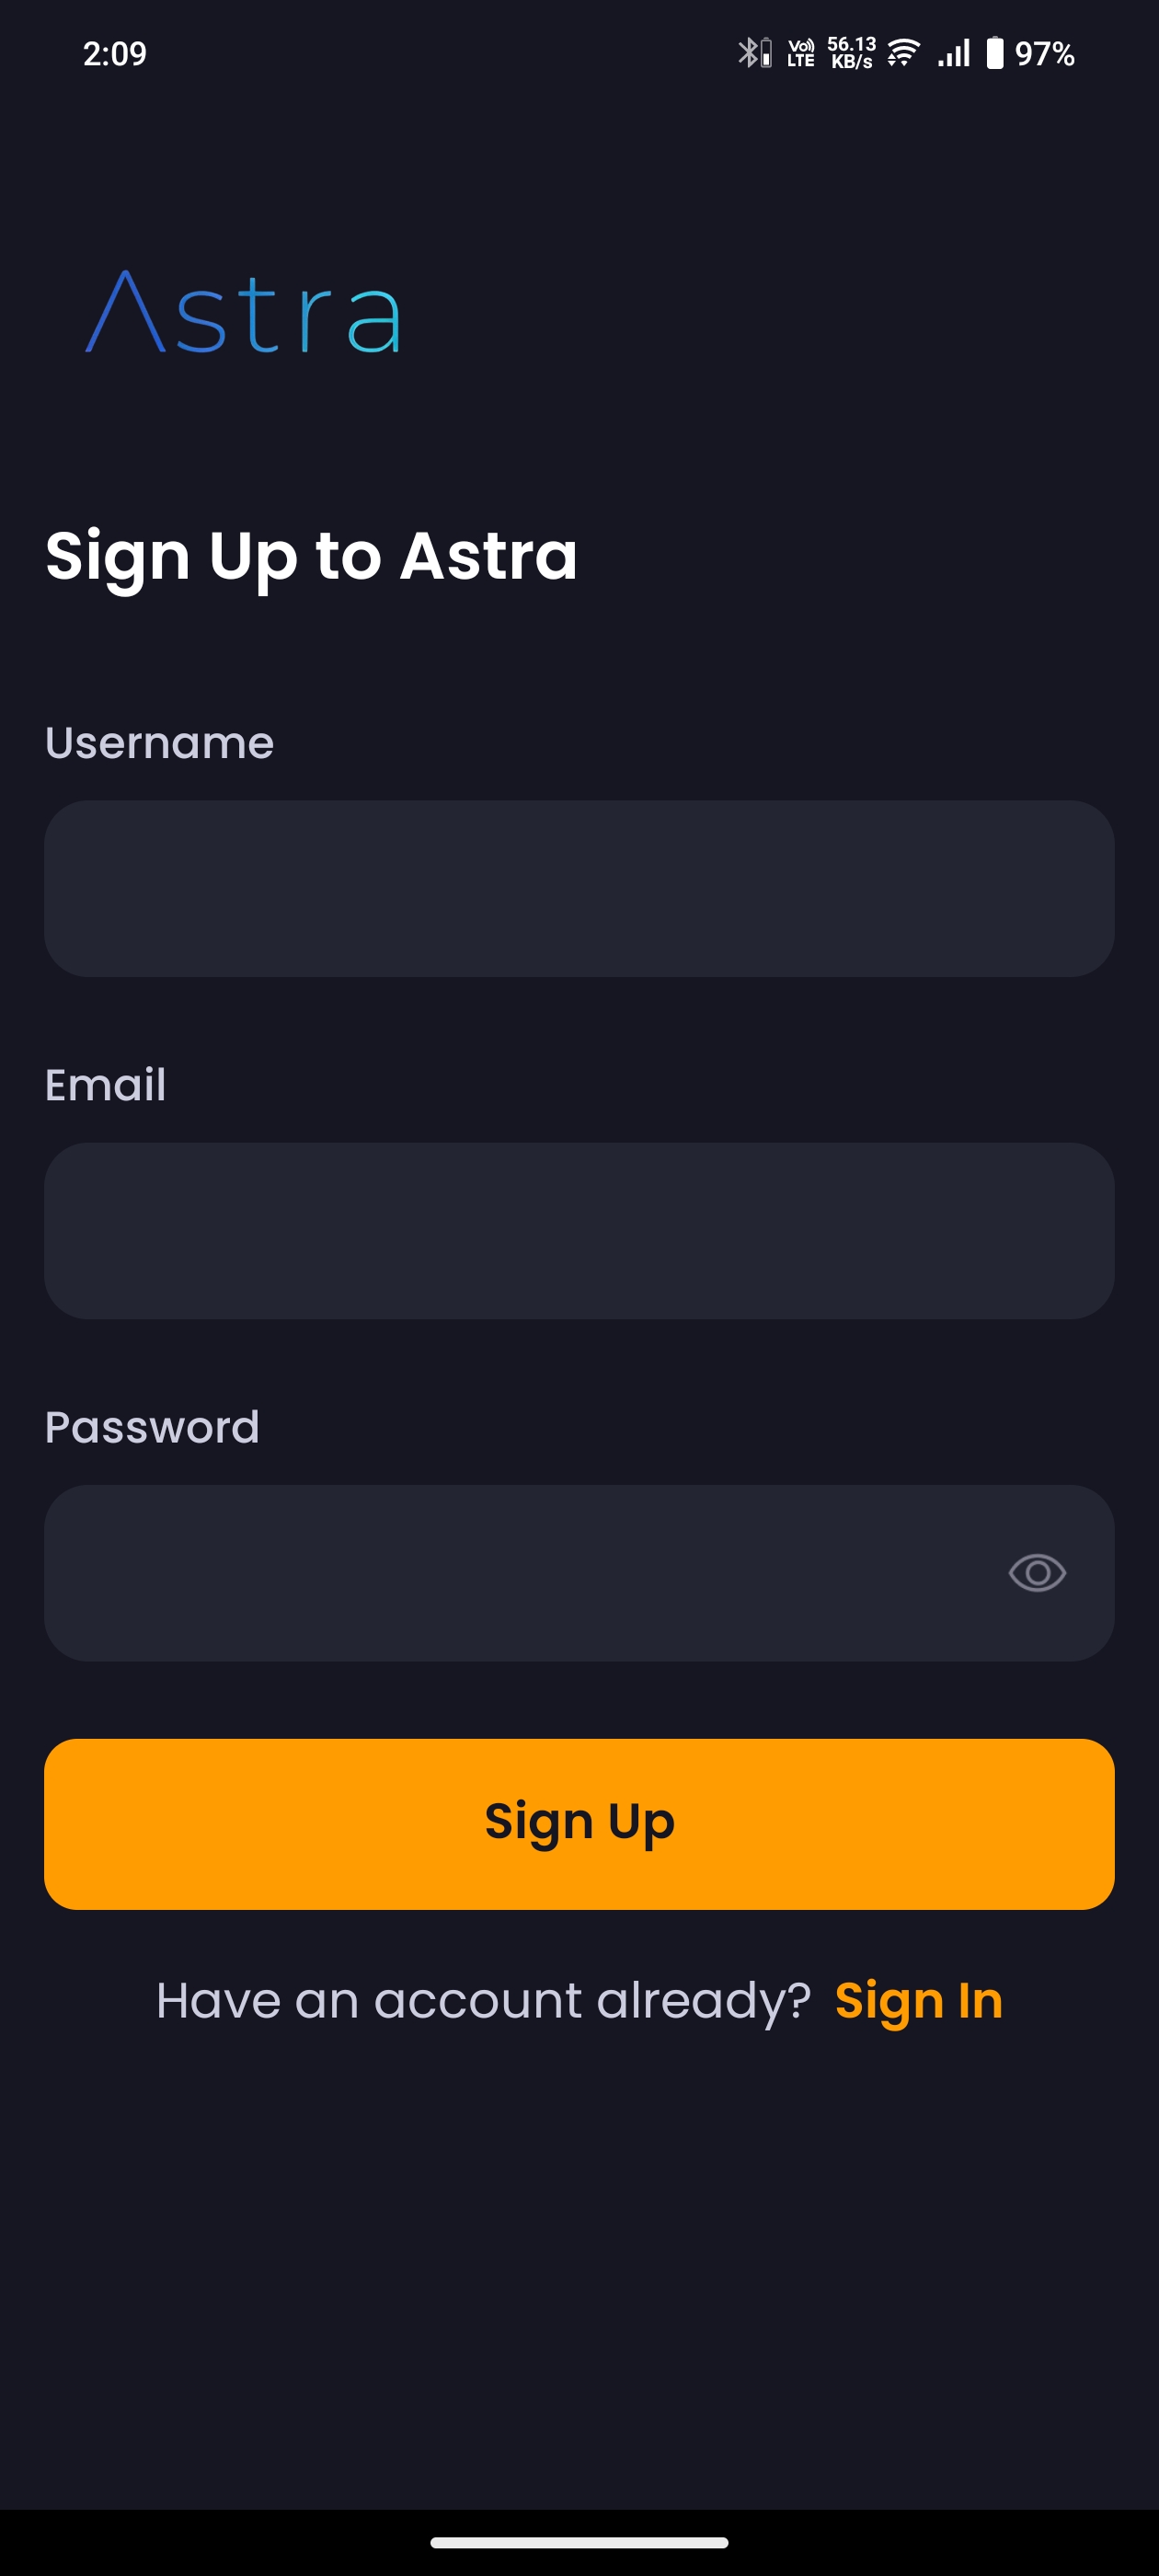 2:09
Vo) LTE 56.13 KB/s 97%
Astra
Sign Up to Astra
Username
Email
Password
Sign Up
Have an account already? Sign In